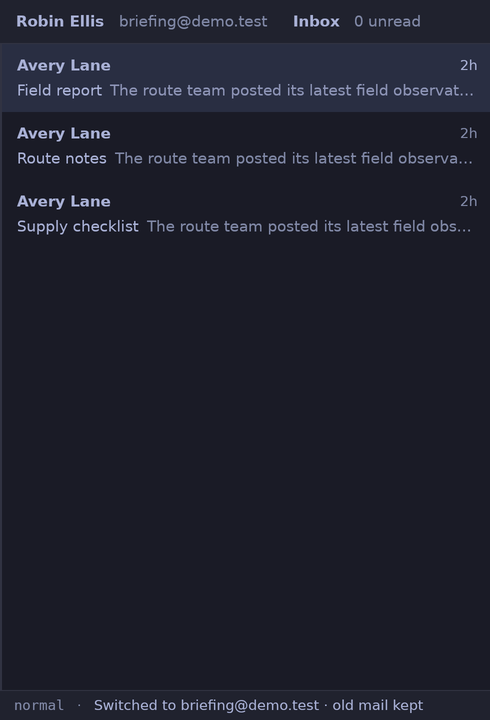 Robin Ellis briefing@demo.test Inbox 0 unread
Avery Lane 2h
Field report The route team posted its latest field observat…
Avery Lane 2h
Route notes The route team posted its latest field observa…
Avery Lane 2h
Supply checklist The route team posted its latest field obs…
normal · Switched to briefing@demo.test · old mail kept